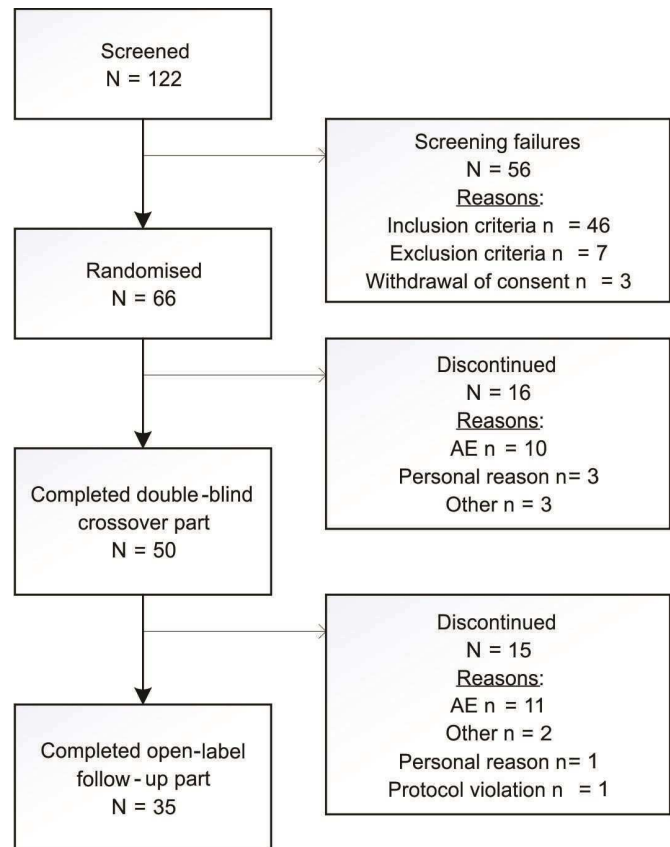 Screened
N = 122
Screening failures
N = 56
Reasons:
Inclusion criteria n = 46
Exclusion criteria n = 7
Withdrawal of consent n = 3
Randomised
N = 66
Discontinued
N = 16
Reasons:
AE n = 10
Personal reason n= 3
Other n = 3
Completed double-blind
crossover part
N = 50
Discontinued
N = 15
Reasons:
AE n = 11
Other n = 2
Personal reason n= 1
Protocol violation n = 1
Completed open-label
follow-up part
N = 35